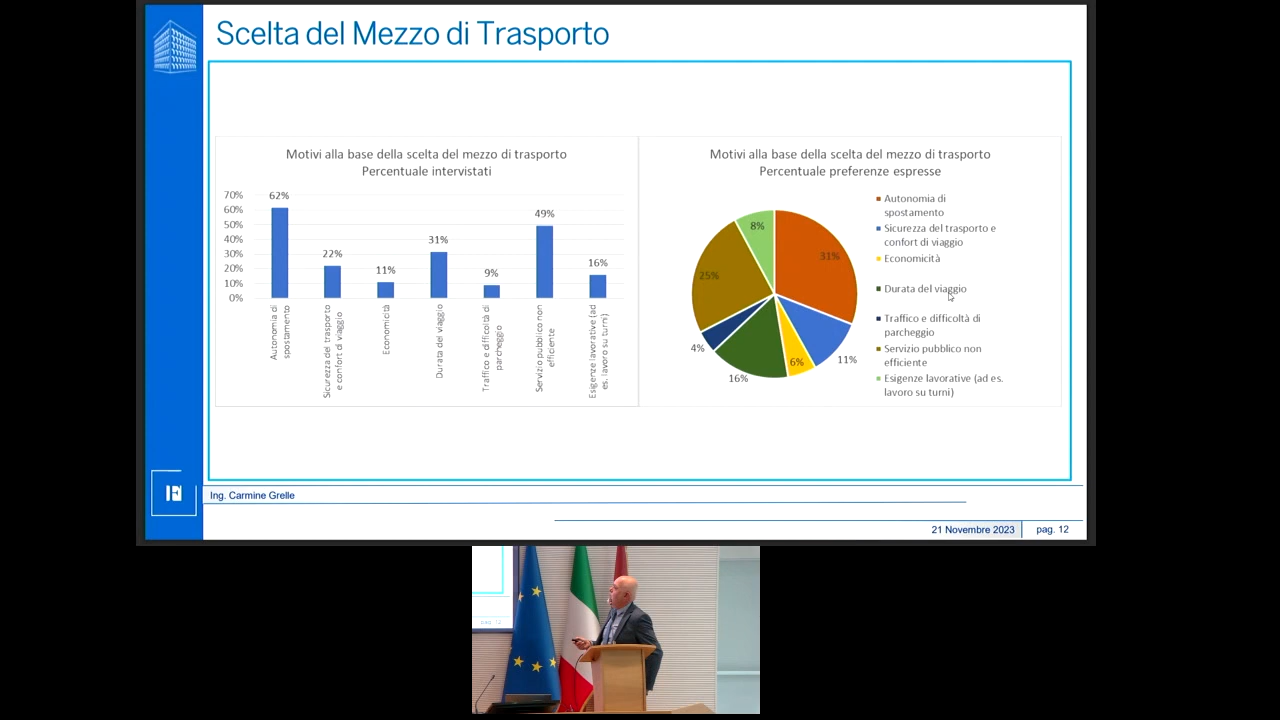 Scelta del Mezzo di Trasporto
Motivi alla base della scelta del mezzo di trasporto
Percentuale intervistati
70%
60%
50%
40%
30%
20%
10%
0%
62%
22%
11%
31%
9%
49%
16%
Autonomia di
spostamento
Sicurezza del trasporto
e confort di viaggio
Economicità
Durata del viaggio
Traffico e difficoltà di
parcheggio
Servizio pubblico non
efficiente
Esigenze lavorative (ad
es. lavoro su turni)
Motivi alla base della scelta del mezzo di trasporto
Percentuale preferenze espresse
8%
31%
25%
4%
16%
6%
11%
Autonomia di
spostamento
Sicurezza del trasporto e
confort di viaggio
Economicità
Durata del viaggio
Traffico e difficoltà di
parcheggio
Servizio pubblico non
efficiente
Esigenze lavorative (ad es.
lavoro su turni)
Ing. Carmine Grelle
21 Novembre 2023
pag. 12
pag. 12